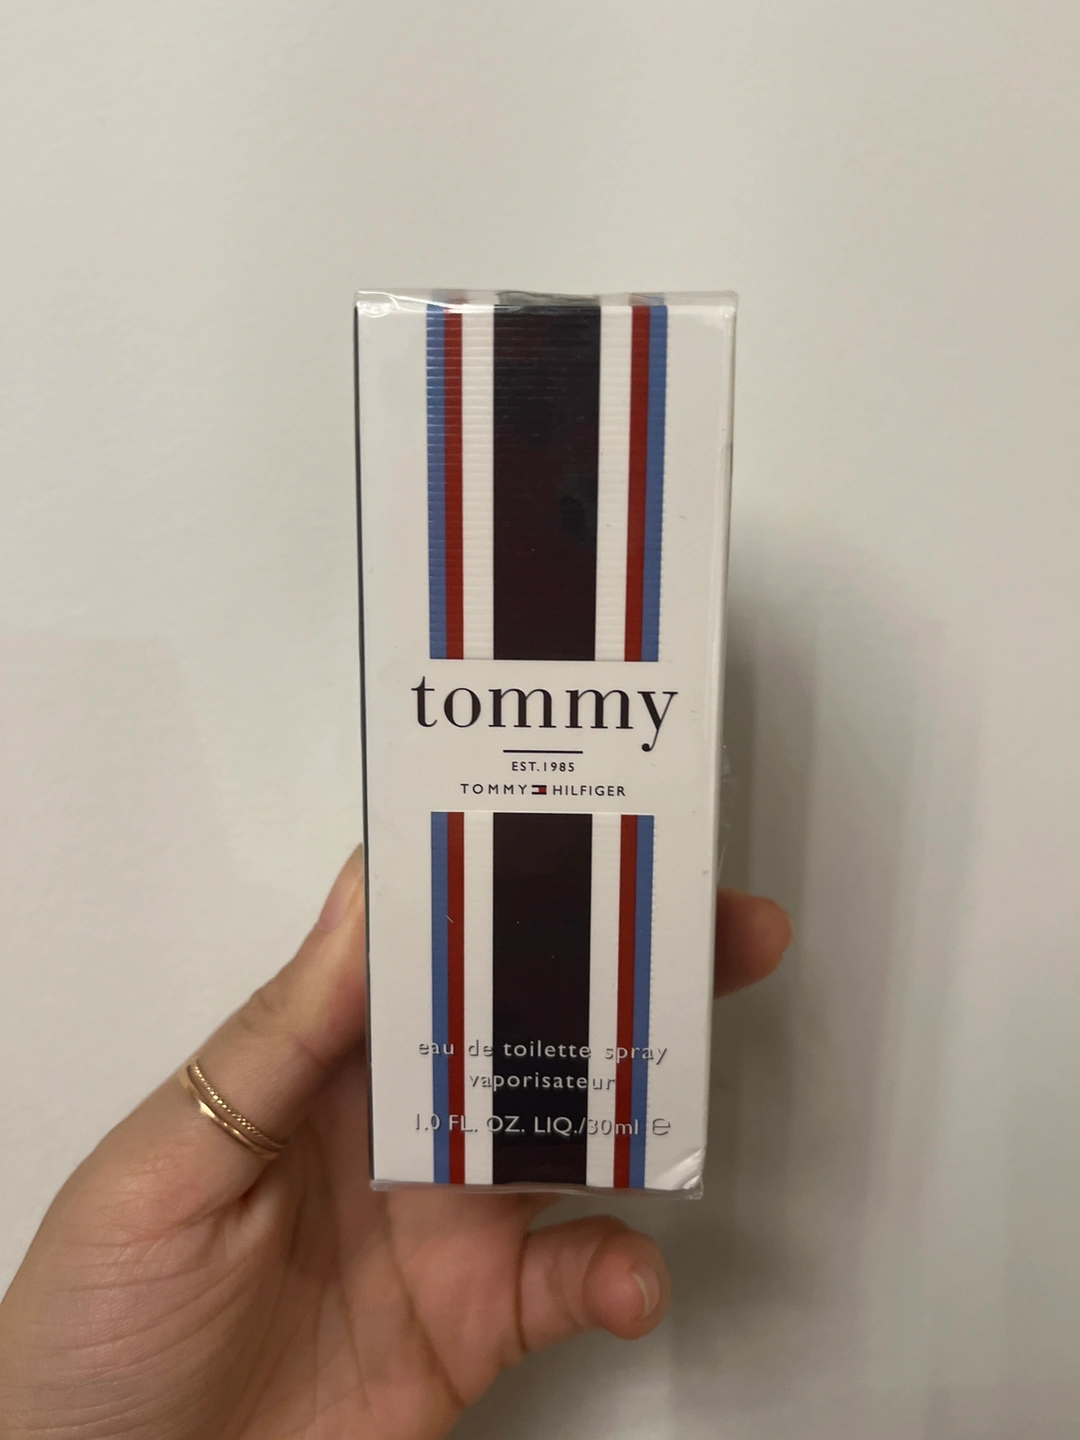 tommy
EST.1985
TOMMY HILFIGER
eau de toilette spray
vaporisateur
1.0 FL. OZ. LIQ./30ml ℮